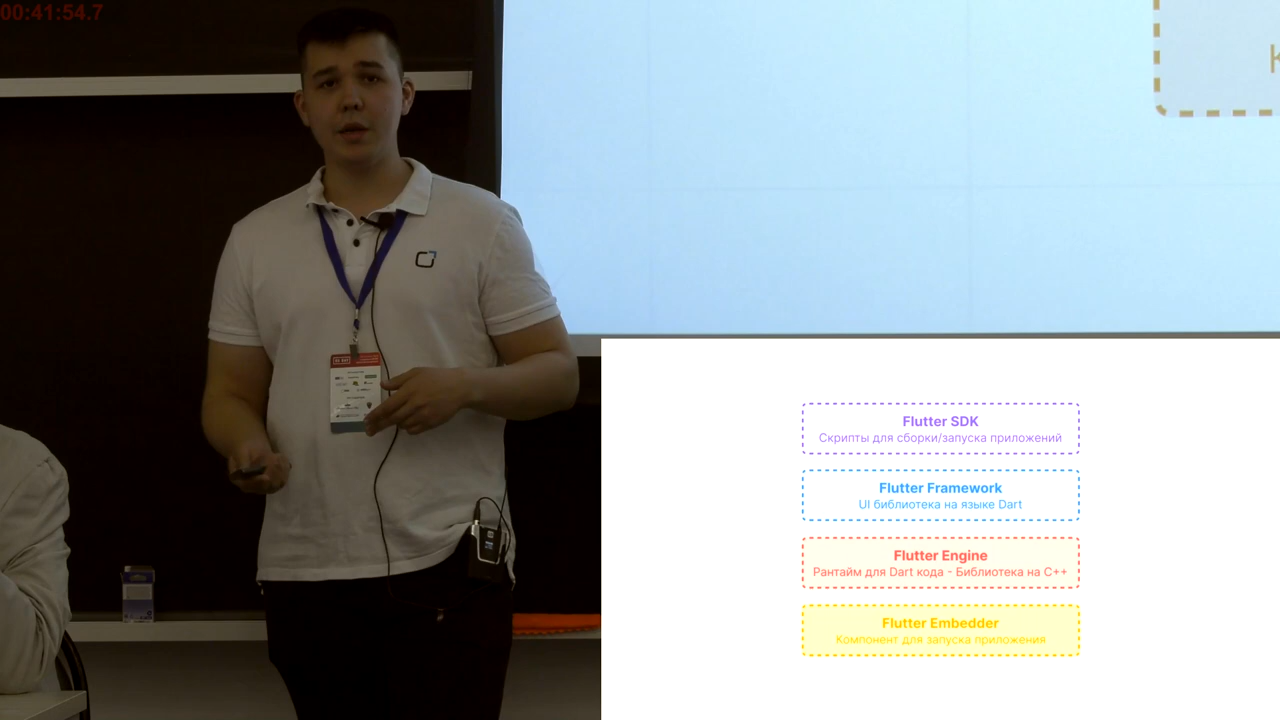 00:41:54.7
К
Flutter SDK
Скрипты для сборки/запуска приложений
Flutter Framework
UI библиотека на языке Dart
Flutter Engine
Рантайм для Dart кода - Библиотека на C++
Flutter Embedder
Компонент для запуска приложения